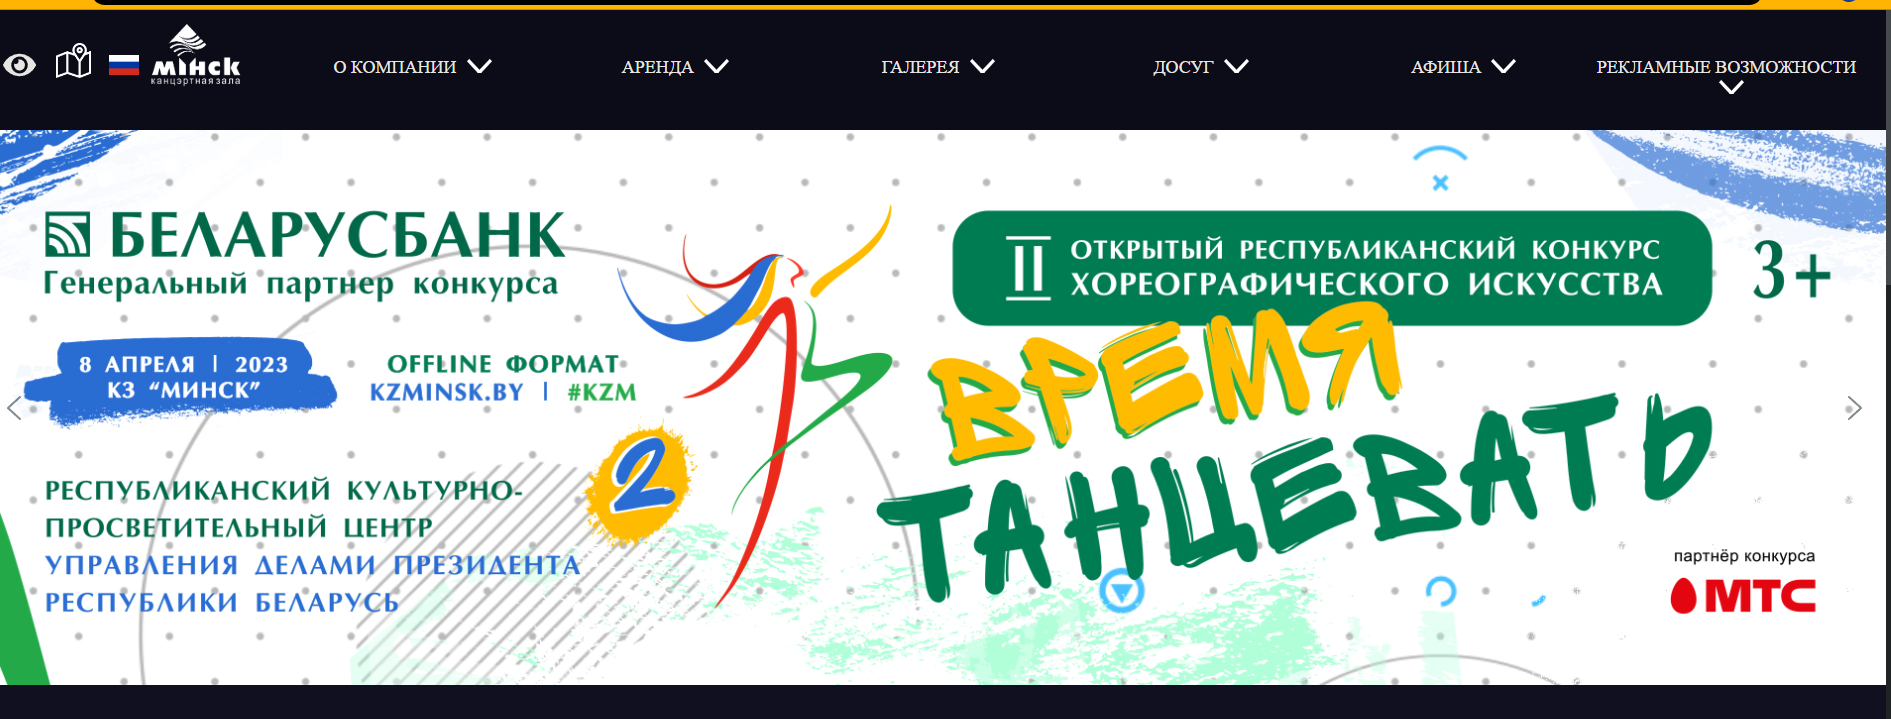 мінск
канцэртная зала
О КОМПАНИИ
АРЕНДА
ГАЛЕРЕЯ
ДОСУГ
АФИША
РЕКЛАМНЫЕ ВОЗМОЖНОСТИ
БЕЛАРУСБАНК
Генеральный партнер конкурса
8 АПРЕЛЯ | 2023
КЗ “МИНСК”
OFFLINE ФОРМАТ
KZMINSK.BY | #KZM
РЕСПУБЛИКАНСКИЙ КУЛЬТУРНО-
ПРОСВЕТИТЕЛЬНЫЙ ЦЕНТР
УПРАВЛЕНИЯ ДЕЛАМИ ПРЕЗИДЕНТА
РЕСПУБЛИКИ БЕЛАРУСЬ
2
II ОТКРЫТЫЙ РЕСПУБЛИКАНСКИЙ КОНКУРС
ХОРЕОГРАФИЧЕСКОГО ИСКУССТВА
3+
ВРЕМЯ
ТАНЦЕВАТЬ
партнёр конкурса
МТС